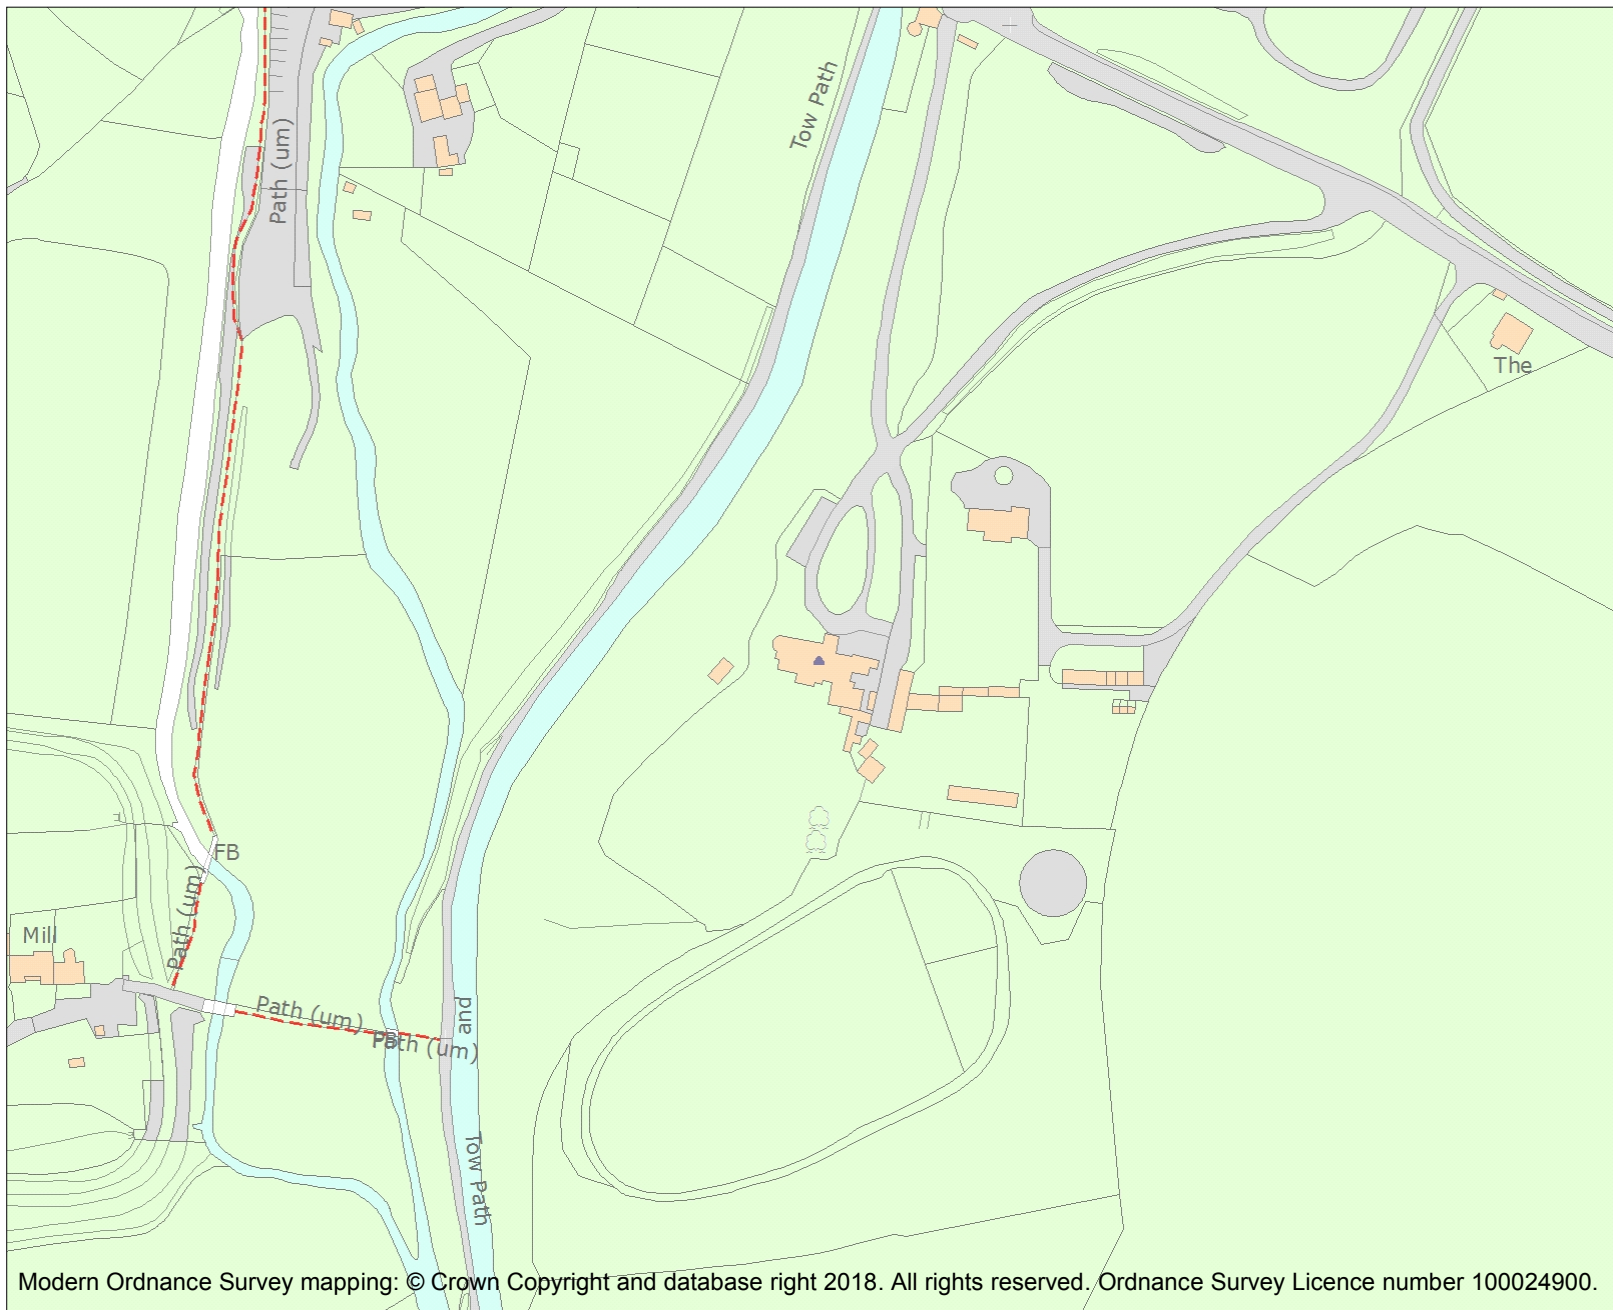 Path (um)
Tow Path
The
FB
Path (um)
Mill
Path (um)
and
FB
Path (um)
Tow Path
Modern Ordnance Survey mapping: © Crown Copyright and database right 2018. All rights reserved. Ordnance Survey Licence number 100024900.